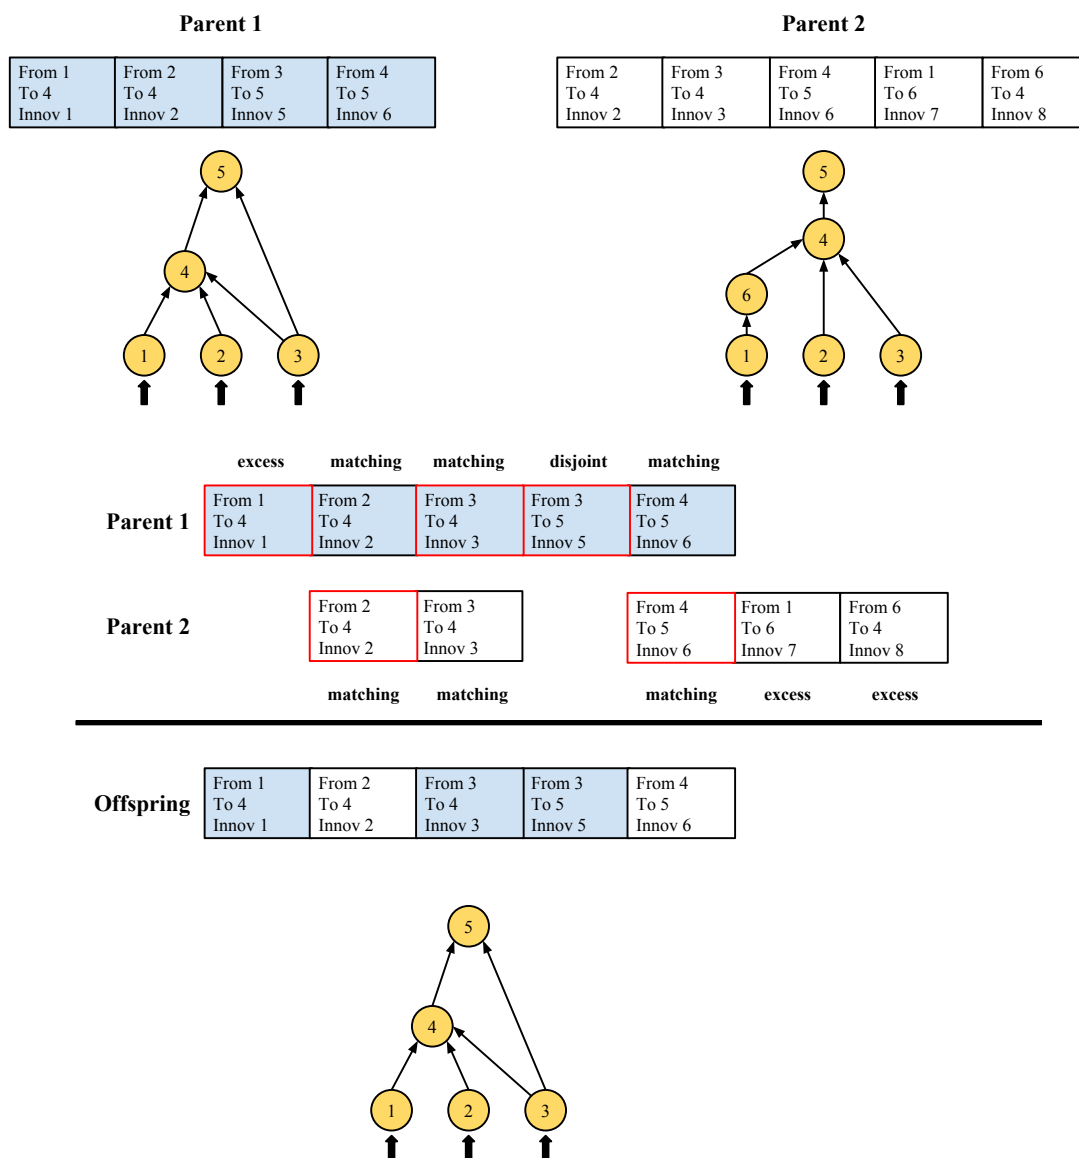 Parent 1
Parent 2
From 1
To 4
Innov 1
From 2
To 4
Innov 2
From 3
To 5
Innov 5
From 4
To 5
Innov 6
From 2
To 4
Innov 2
From 3
To 4
Innov 3
From 4
To 5
Innov 6
From 1
To 6
Innov 7
From 6
To 4
Innov 8
5
4
1
2
3
5
4
6
1
2
3
excess
matching
matching
disjoint
matching
Parent 1
From 1
To 4
Innov 1
From 2
To 4
Innov 2
From 3
To 4
Innov 3
From 3
To 5
Innov 5
From 4
To 5
Innov 6
Parent 2
From 2
To 4
Innov 2
From 3
To 4
Innov 3
From 4
To 5
Innov 6
From 1
To 6
Innov 7
From 6
To 4
Innov 8
matching
matching
matching
excess
excess
Offspring
From 1
To 4
Innov 1
From 2
To 4
Innov 2
From 3
To 4
Innov 3
From 3
To 5
Innov 5
From 4
To 5
Innov 6
5
4
1
2
3